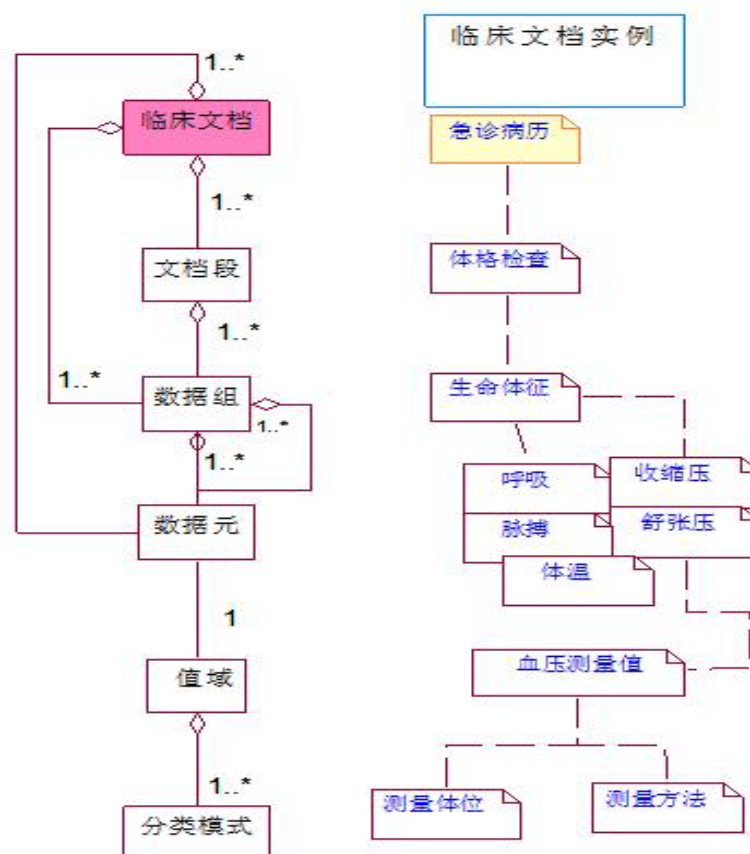 1..*
临床文档
1..*
文档段
1..*
1..*
数据组
1..*
1..*
数据元
1
值域
1..*
分类模式
临床文档实例
急诊病历
体格检查
生命体征
呼吸
收缩压
脉搏
舒张压
体温
血压测量值
测量体位
测量方法